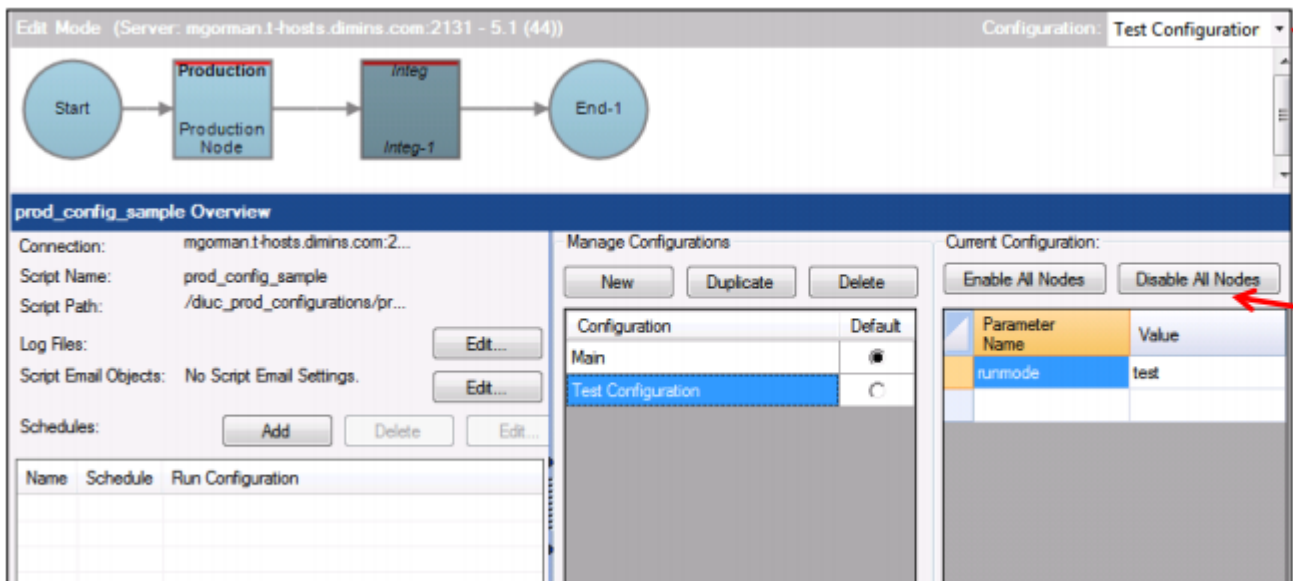 Edit Mode (Server: mgorman.t-hosts.dimins.com:2131 - 5.1 (44))
Configuration: Test Configuration
Start
Production
Production
Node
Integ
Integ-1
End-1
prod_config_sample Overview
Connection: mgorman.t-hosts.dimins.com:2...
Script Name: prod_config_sample
Script Path: /diuc_prod_configurations/pr...
Log Files: Edit...
Script Email Objects: No Script Email Settings. Edit...
Schedules: Add Delete Edit...
Name Schedule Run Configuration
Manage Configurations
New Duplicate Delete
Configuration Default
Main
Test Configuration
Current Configuration:
Enable All Nodes Disable All Nodes
Parameter
Name Value
runmode test